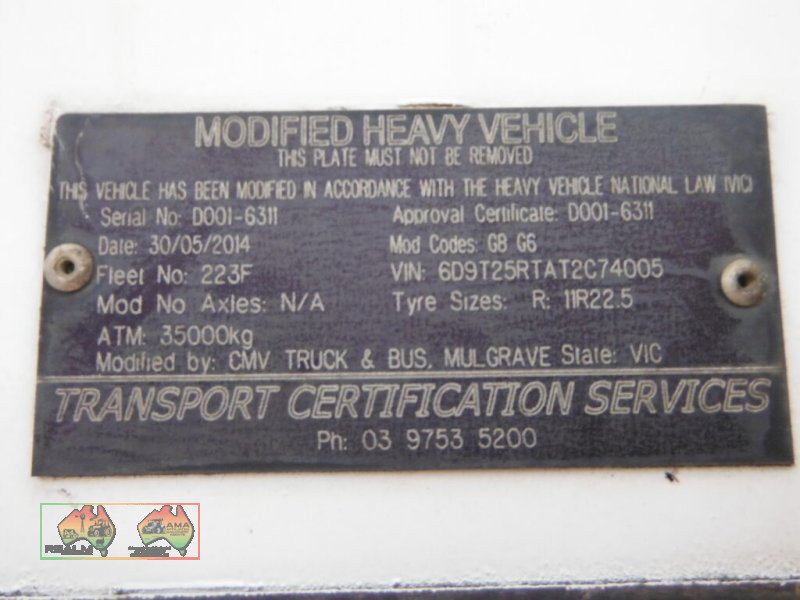 MODIFIED HEAVY VEHICLE
THIS PLATE MUST NOT BE REMOVED
THIS VEHICLE HAS BEEN MODIFIED IN ACCORDANCE WITH THE HEAVY VEHICLE NATIONAL LAW (VIC)
Serial No: D001-6311 Approval Certificate: D001-6311
Date: 30/05/2014 Mod Codes: G8 G6
Fleet No: 223F VIN: 6D9T25RTAT2C74005
Mod No Axles: N/A Tyre Sizes: R: 11R22.5
ATM: 35000kg
Modified by: CMV TRUCK & BUS, MULGRAVE State: VIC
TRANSPORT CERTIFICATION SERVICES
Ph: 03 9753 5200
REALM AMA